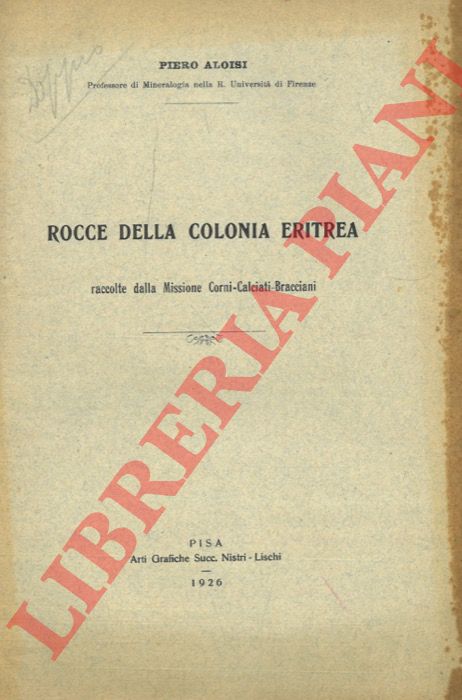 Doppio
PIERO ALOISI
Professore di Mineralogia nella R. Università di Firenze
ROCCE DELLA COLONIA ERITREA
raccolte dalla Missione Corni-Calciati-Bracciani
PISA
Arti Grafiche Succ. Nistri - Lischi
1926
LIBRERIA PIANI